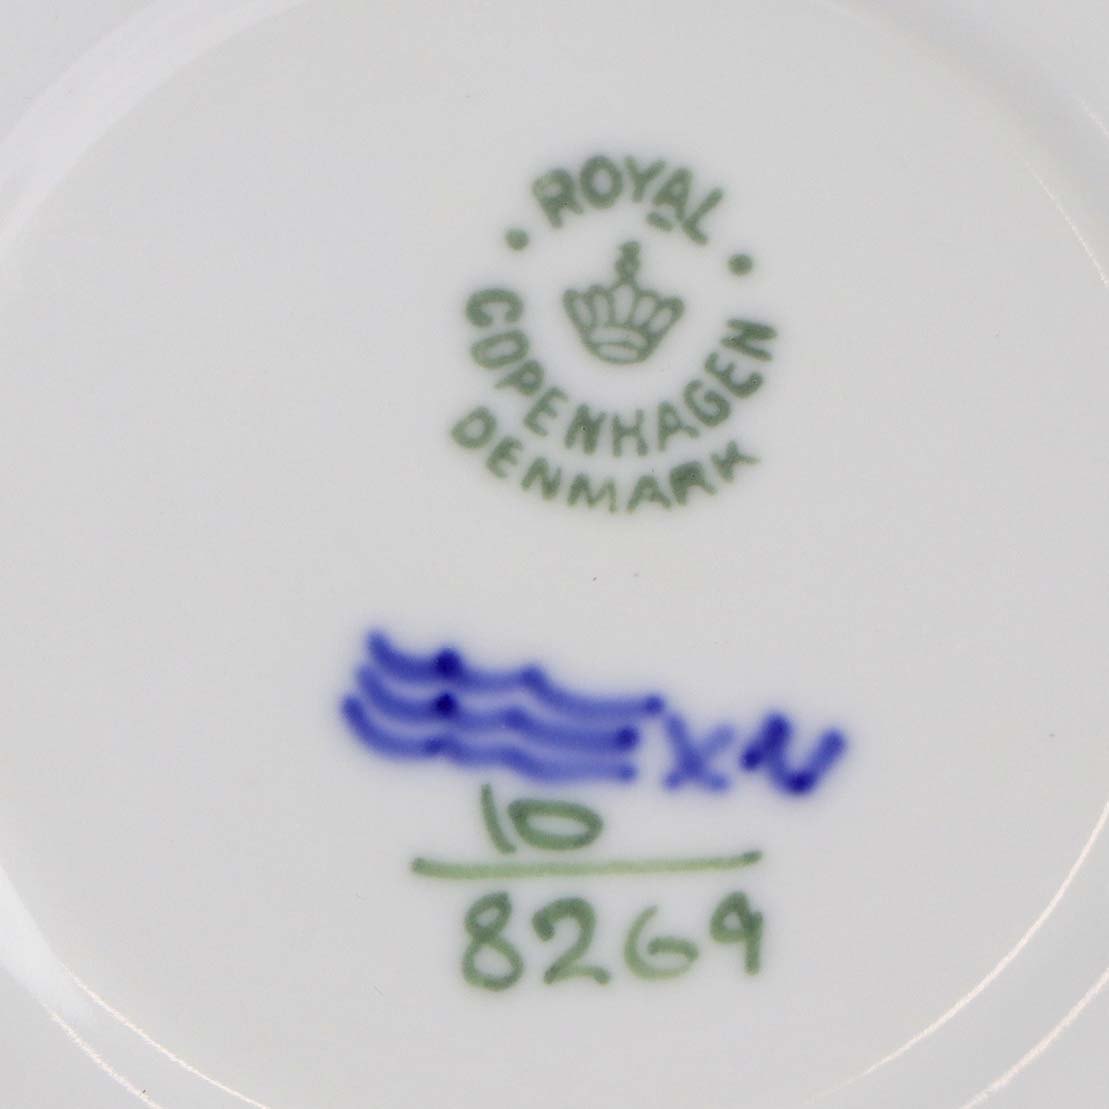 ROYAL
COPENHAGEN
DENMARK
XN
10
8269